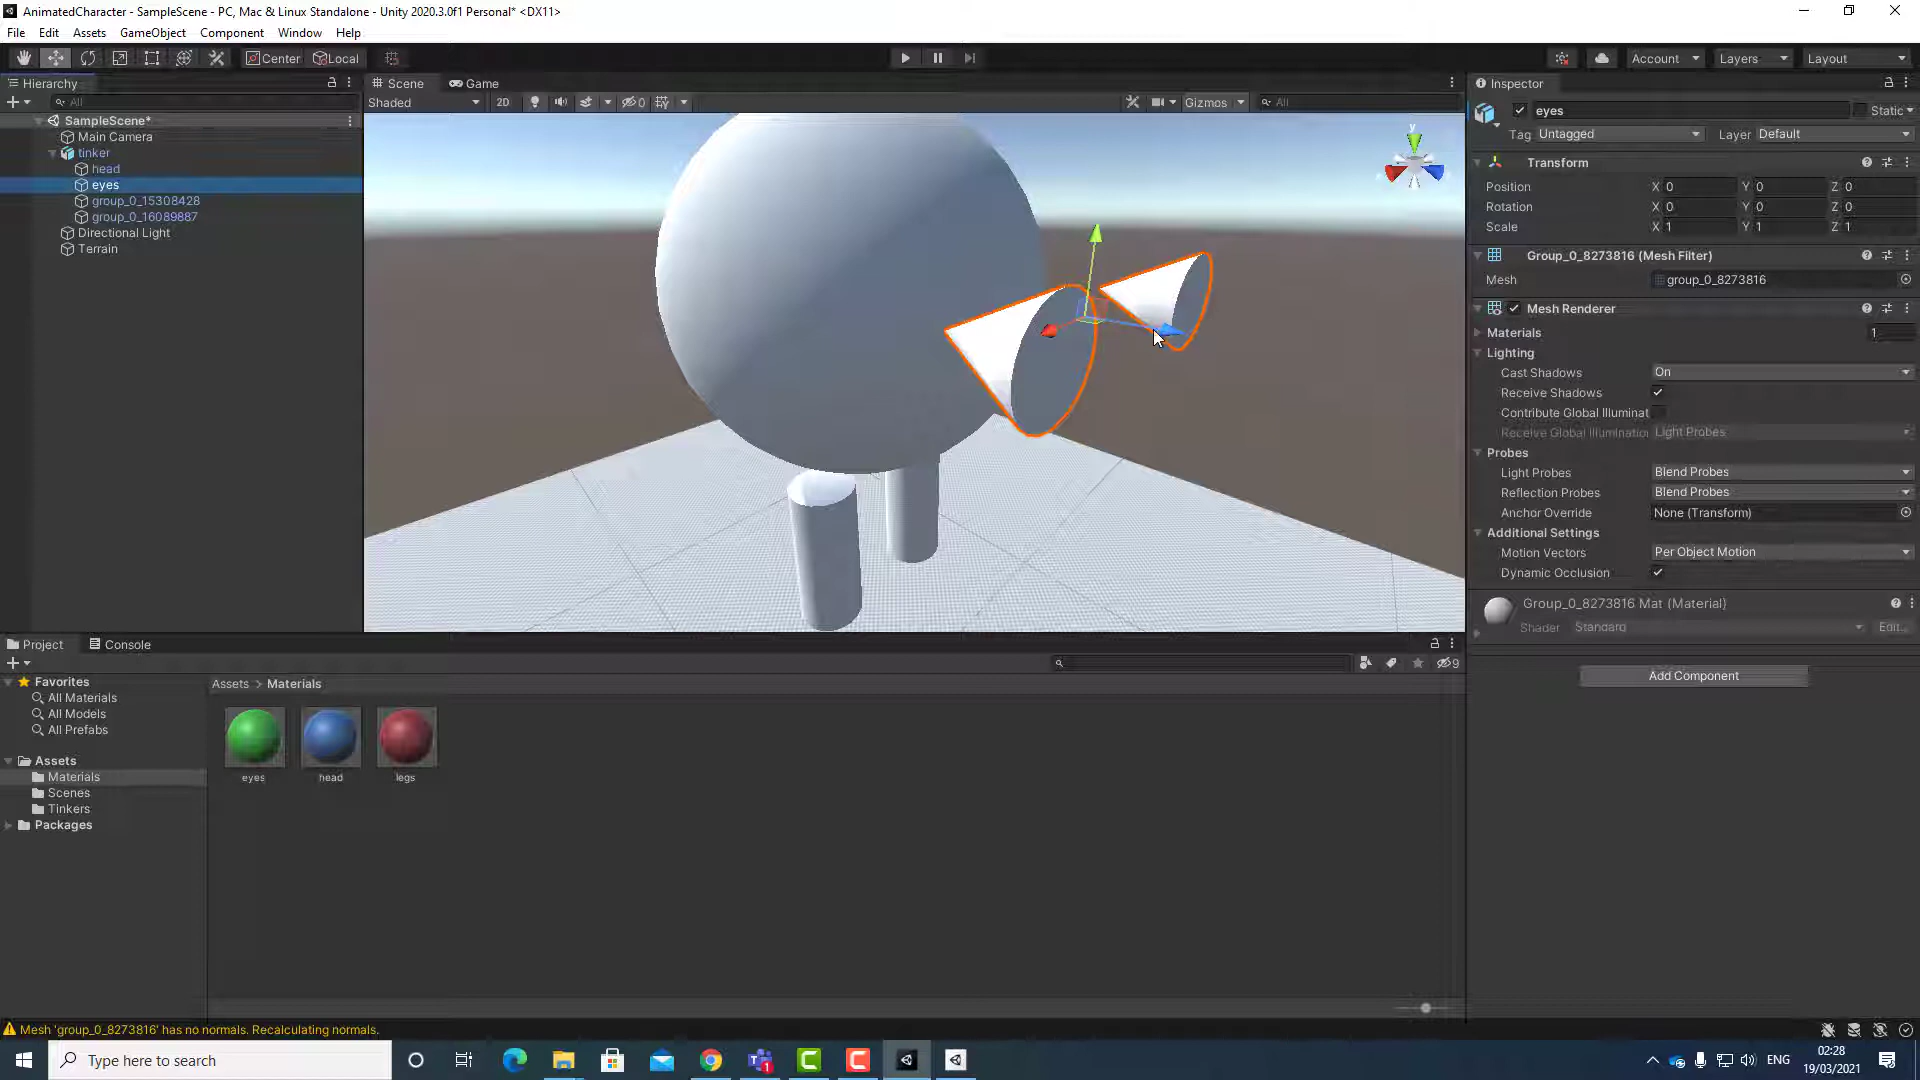 AnimatedCharacter - SampleScene - PC, Mac & Linux Standalone - Unity 2020.3.0f1 Personal* <DX11>
File Edit Assets GameObject Component Window Help
Center Local Account Layers Layout
Hierarchy
All
SampleScene*
Main Camera
tinker
head
eyes
group_0_15308428
group_0_16089887
Directional Light
Terrain
Scene Game
Shaded 2D 0 Gizmos All
y
Inspector
eyes Static
Tag Untagged Layer Default
Transform
Position X 0 Y 0 Z 0
Rotation X 0 Y 0 Z 0
Scale X 1 Y 1 Z 1
Group_0_8273816 (Mesh Filter)
Mesh group_0_8273816
Mesh Renderer
Materials 1
Lighting
Cast Shadows On
Receive Shadows
Contribute Global Illuminat
Receive Global Illumination Light Probes
Probes
Light Probes Blend Probes
Reflection Probes Blend Probes
Anchor Override None (Transform)
Additional Settings
Motion Vectors Per Object Motion
Dynamic Occlusion
Group_0_8273816 Mat (Material)
Shader Standard Edit...
Add Component
Project Console
9
Favorites
All Materials
All Models
All Prefabs
Assets
Materials
Scenes
Tinkers
Packages
Assets > Materials
eyes head legs
Mesh 'group_0_8273816' has no normals. Recalculating normals.
Type here to search
1
ENG
02:28
19/03/2021